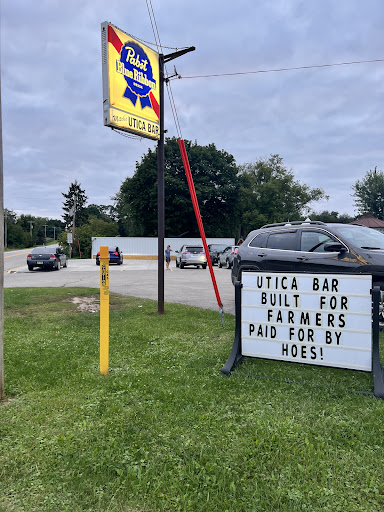 Pabst
Blue Ribbon
UTICA BAR
UTICA BAR
BUILT FOR
FARMERS
PAID FOR BY
HOES!